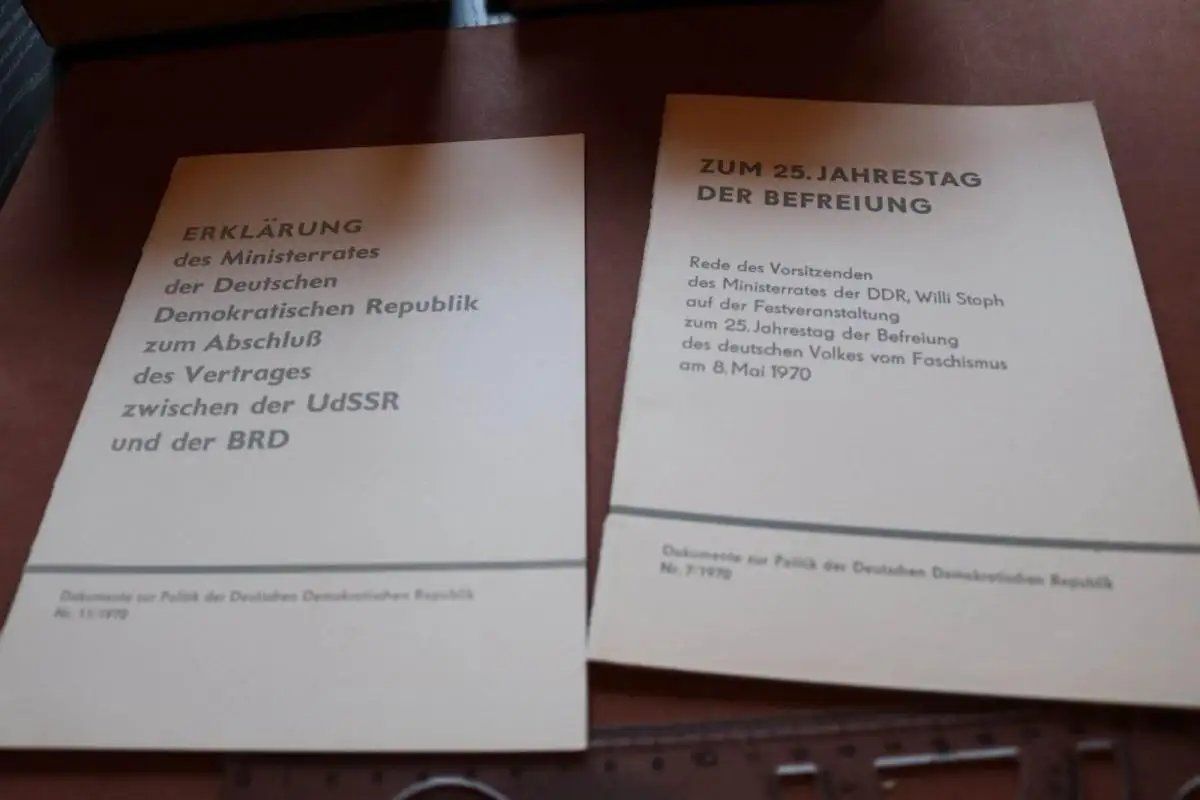 ERKLÄRUNG
des Ministerrates
der Deutschen
Demokratischen Republik
zum Abschluß
des Vertrages
zwischen der UdSSR
und der BRD
Dokumente zur Politik der Deutschen Demokratischen Republik
Nr. 11/1970
ZUM 25. JAHRESTAG
DER BEFREIUNG
Rede des Vorsitzenden
des Ministerrates der DDR, Willi Stoph
auf der Festveranstaltung
zum 25. Jahrestag der Befreiung
des deutschen Volkes vom Faschismus
am 8. Mai 1970
Dokumente zur Politik der Deutschen Demokratischen Republik
Nr. 7/1970